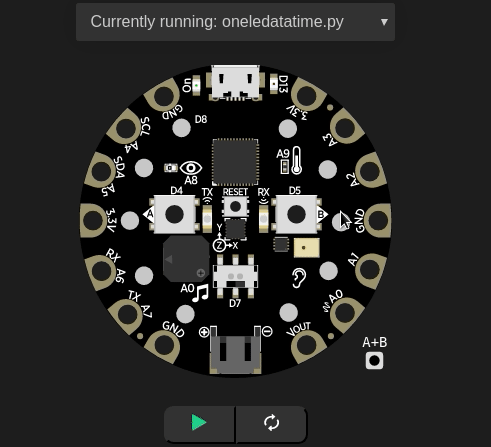 Currently running: oneledatatime.py
ON
D13
GND
3.3V
SCL
A4
D8
A3
SDA
A5
A8
A9
A2
D4
TX
RESET
RX
D5
3.3V
A
B
GND
Y
Z
X
RX
A6
A1
A0
D7
TX
A7
A0
GND
VOUT
A+B